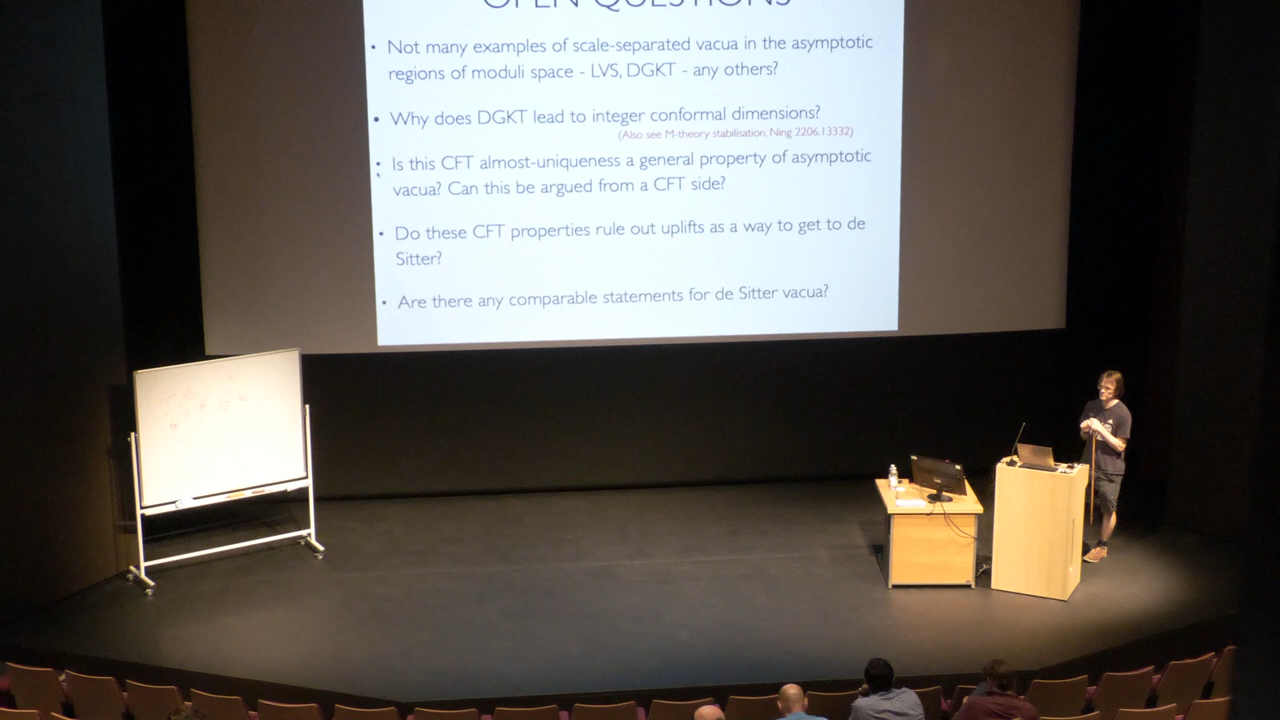 OPEN QUESTIONS
• Not many examples of scale-separated vacua in the asymptotic
regions of moduli space - LVS, DGKT - any others?
• Why does DGKT lead to integer conformal dimensions?
(Also see M-theory stabilisation, Ning 2206.13332)
• Is this CFT almost-uniqueness a general property of asymptotic
vacua? Can this be argued from a CFT side?
• Do these CFT properties rule out uplifts as a way to get to de
Sitter?
• Are there any comparable statements for de Sitter vacua?